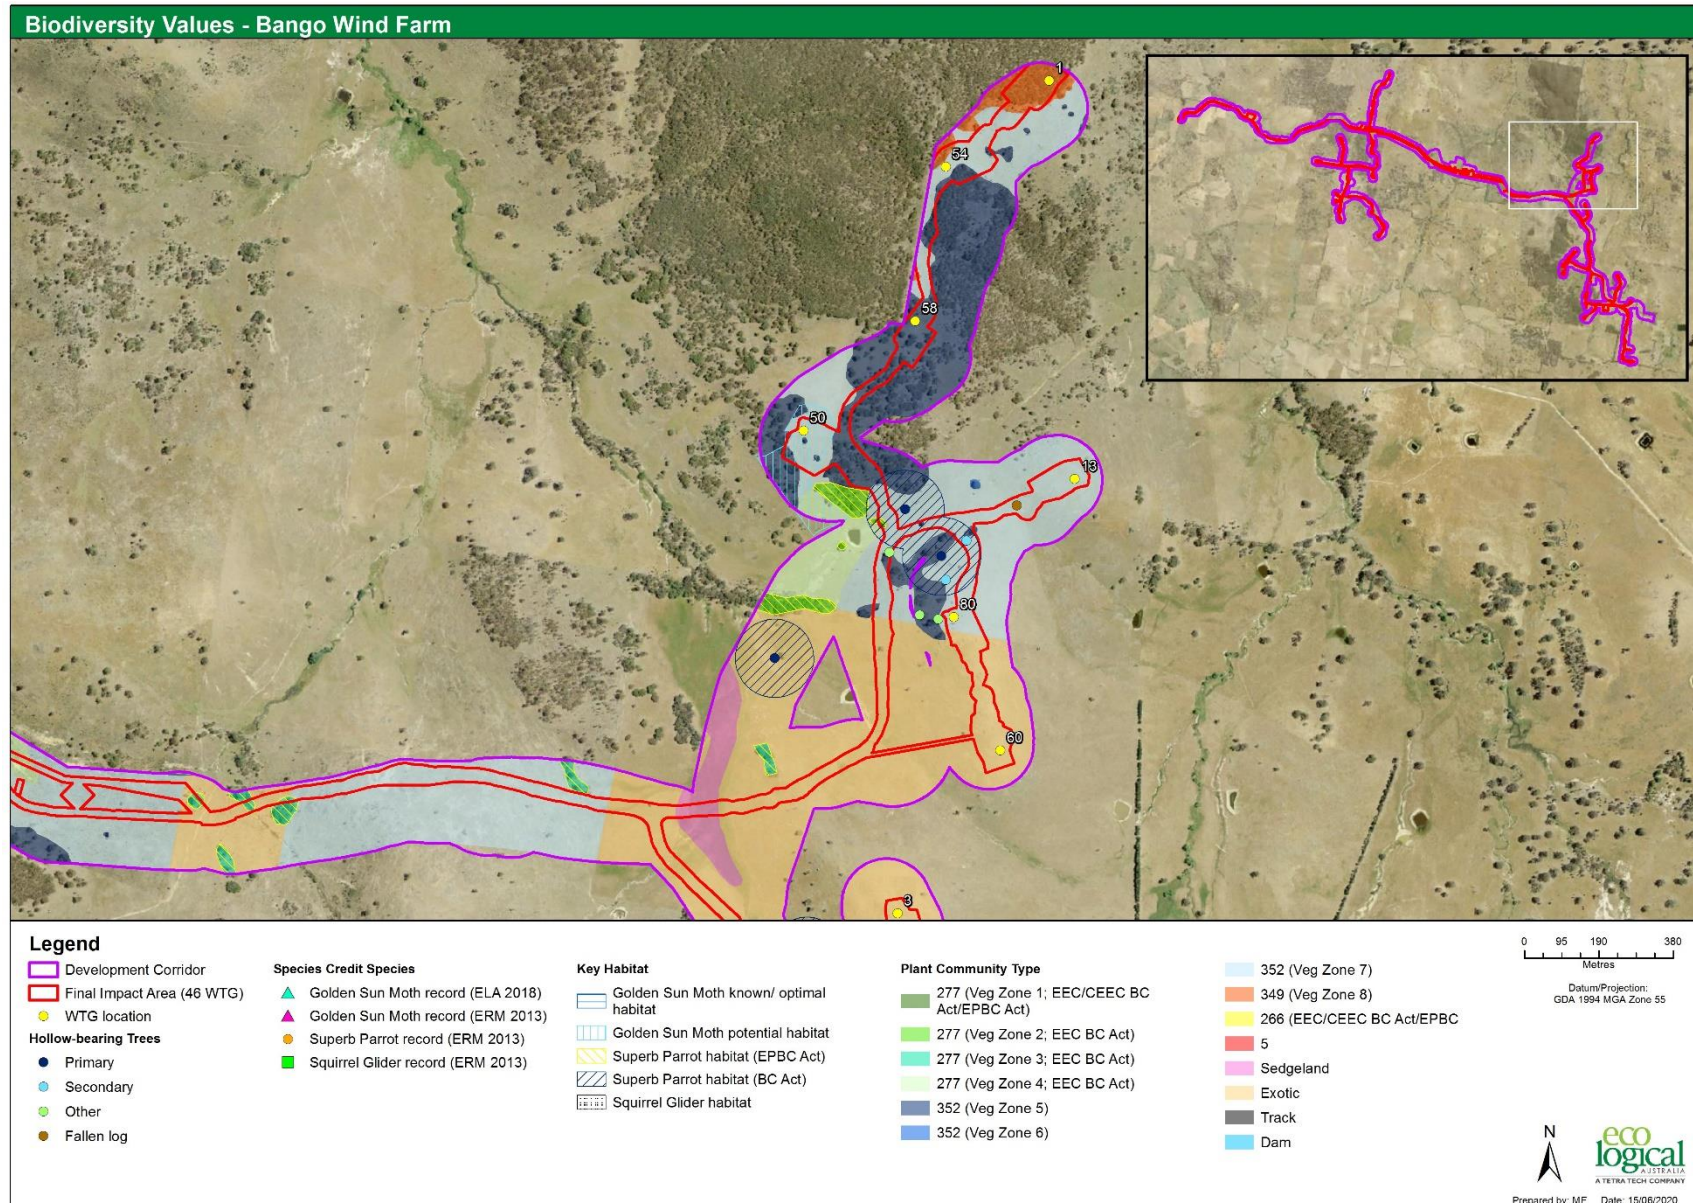 Biodiversity Values - Bango Wind Farm
1
54
58
50
13
80
60
3
Legend
Development Corridor
Final Impact Area (46 WTG)
WTG location
Hollow-bearing Trees
Primary
Secondary
Other
Fallen log
Species Credit Species
Golden Sun Moth record (ELA 2018)
Golden Sun Moth record (ERM 2013)
Superb Parrot record (ERM 2013)
Squirrel Glider record (ERM 2013)
Key Habitat
Golden Sun Moth known/ optimal
habitat
Golden Sun Moth potential habitat
Superb Parrot habitat (EPBC Act)
Superb Parrot habitat (BC Act)
Squirrel Glider habitat
Plant Community Type
277 (Veg Zone 1; EEC/CEEC BC
Act/EPBC Act)
277 (Veg Zone 2; EEC BC Act)
277 (Veg Zone 3; EEC BC Act)
277 (Veg Zone 4; EEC BC Act)
352 (Veg Zone 5)
352 (Veg Zone 6)
352 (Veg Zone 7)
349 (Veg Zone 8)
266 (EEC/CEEC BC Act/EPBC
5
Sedgeland
Exotic
Track
Dam
0 95 190 380
Metres
Datum/Projection:
GDA 1994 MGA Zone 55
N
eco
logical
AUSTRALIA
A TETRA TECH COMPANY
Prepared by: ME Date: 15/06/2020